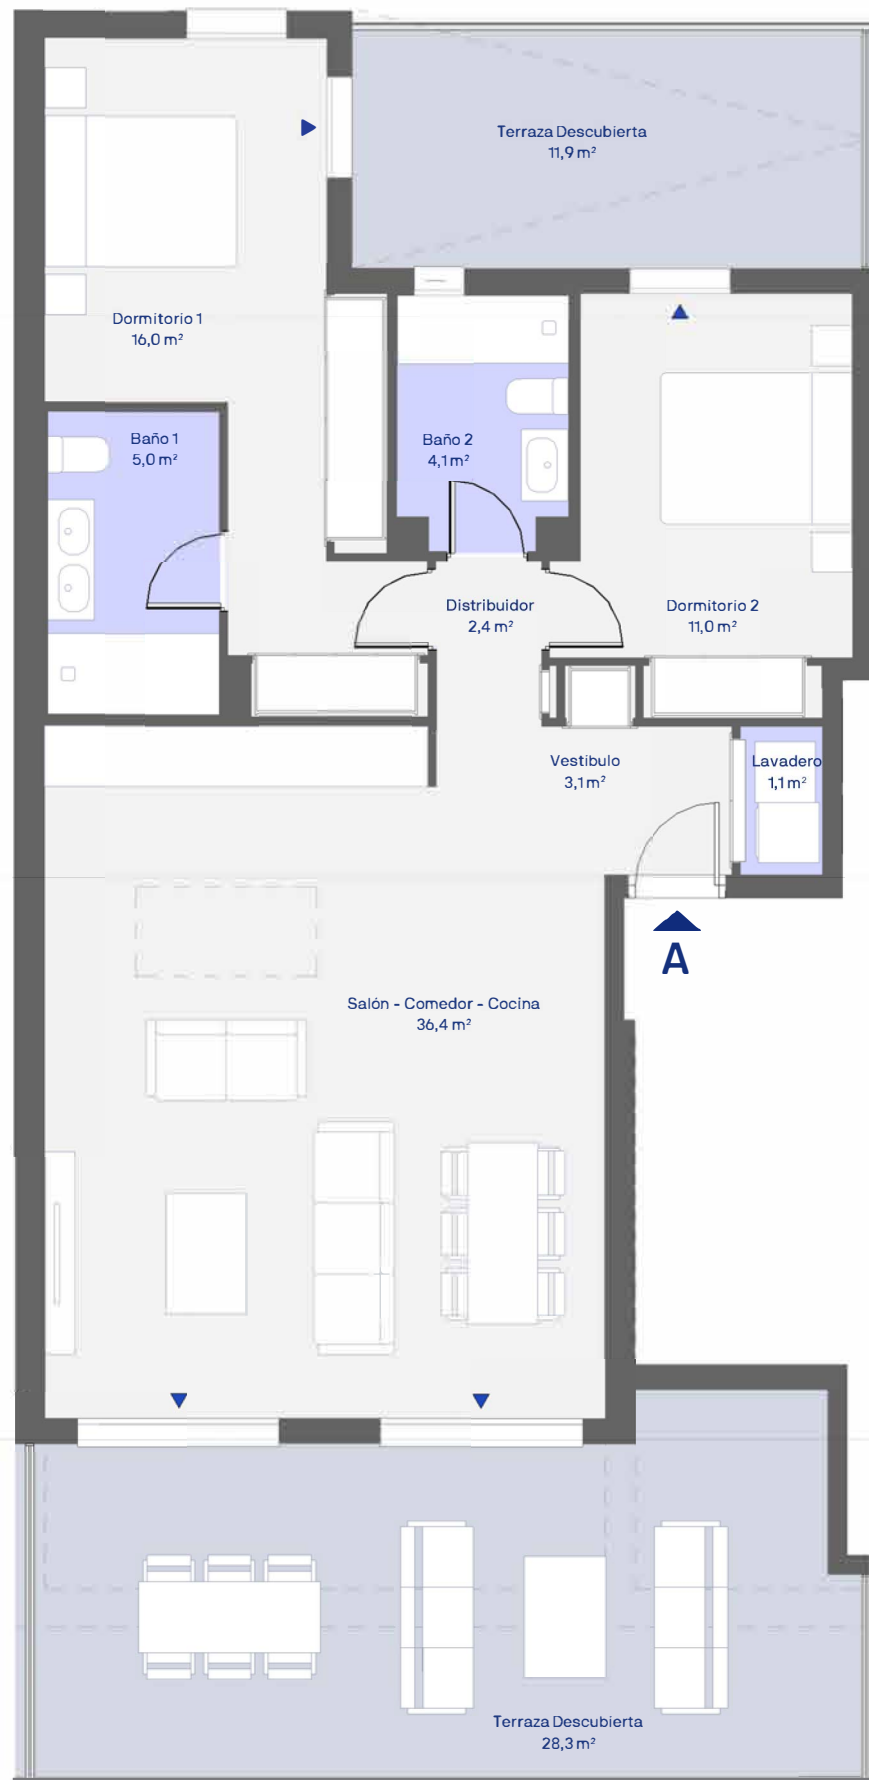 Terraza Descubierta
11,9 m²
Dormitorio 1
16,0 m²
Baño 1
5,0 m²
Baño 2
4,1 m²
Distribuidor
2,4 m²
Dormitorio 2
11,0 m²
Vestíbulo
3,1 m²
Lavadero
1,1 m²
A
Salón - Comedor - Cocina
36,4 m²
Terraza Descubierta
28,3 m²